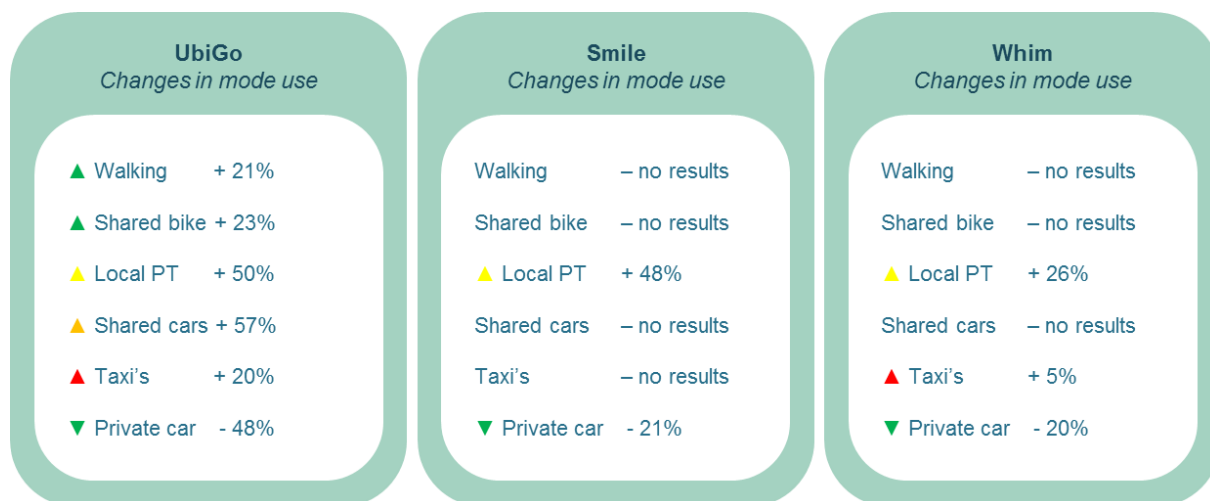 UbiGo
Changes in mode use
Walking + 21%
Shared bike + 23%
Local PT + 50%
Shared cars + 57%
Taxi's + 20%
Private car - 48%
Smile
Changes in mode use
Walking – no results
Shared bike – no results
Local PT + 48%
Shared cars – no results
Taxi's – no results
Private car - 21%
Whim
Changes in mode use
Walking – no results
Shared bike – no results
Local PT + 26%
Shared cars – no results
Taxi's + 5%
Private car - 20%